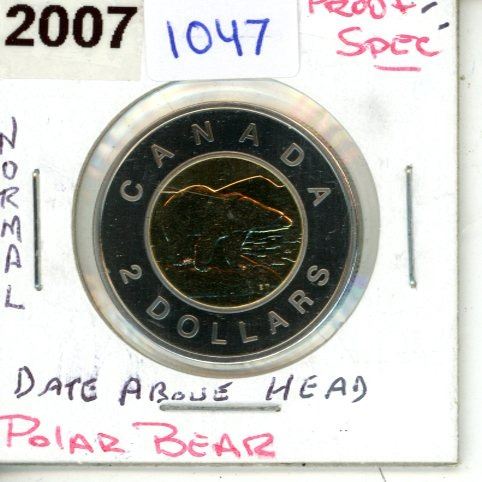 2007
1047
PROOF-
SPEC
NORMAL
CANADA
2 DOLLARS
DATE ABOVE HEAD
POLAR BEAR